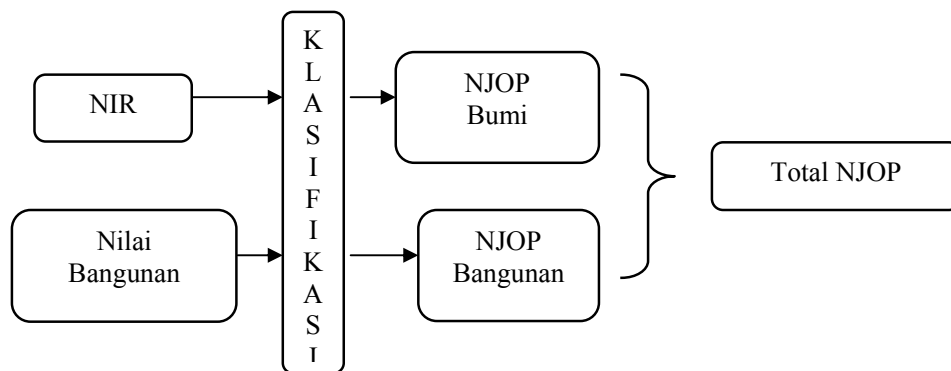 NIR
Nilai
Bangunan
K
L
A
S
I
F
I
K
A
S
I
NJOP
Bumi
NJOP
Bangunan
Total NJOP